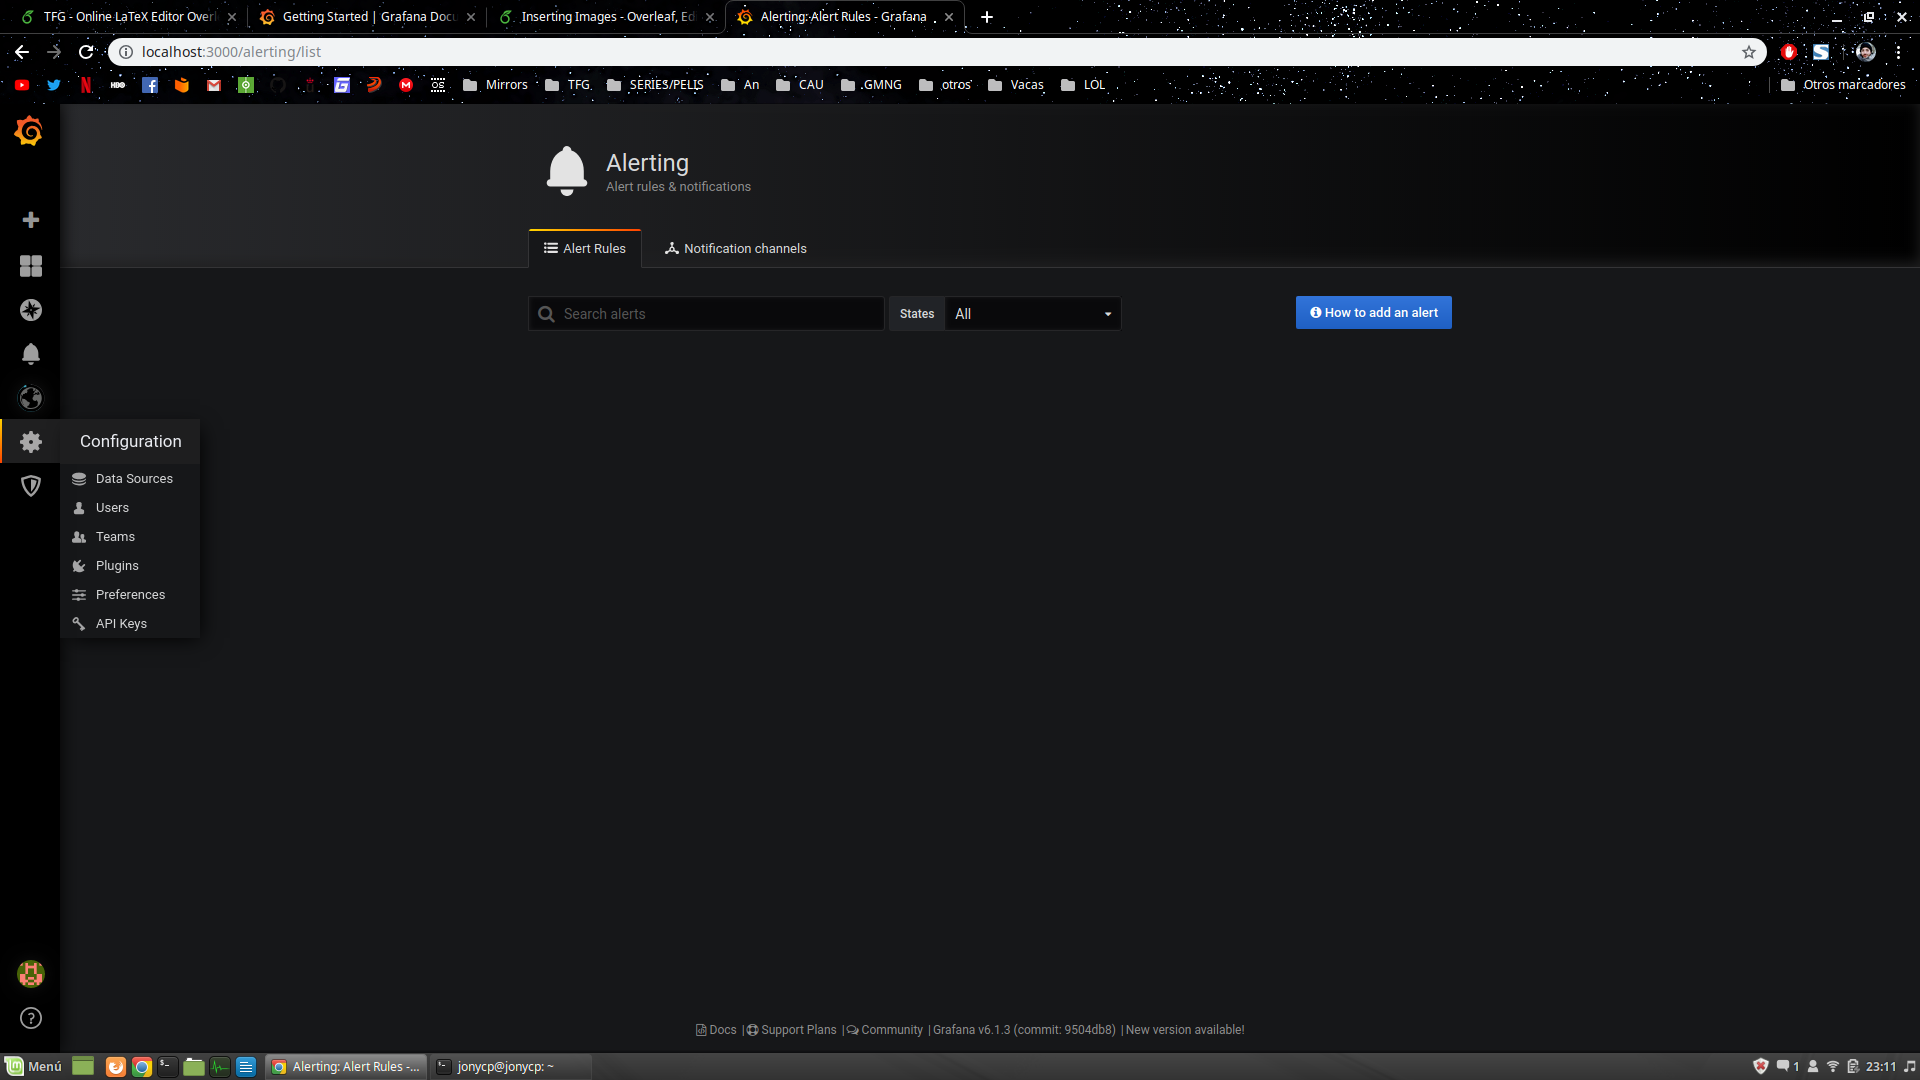 TFG - Online LaTeX Editor Overl
Getting Started | Grafana Docu
Inserting Images - Overleaf, Ed
Alerting: Alert Rules - Grafana
localhost:3000/alerting/list
HBO
OS
Mirrors
TFG
SERIES/PELIS
An
CAU
GMNG
otros
Vacas
LOL
Otros marcadores
Alerting
Alert rules & notifications
Alert Rules
Notification channels
Search alerts
States
All
How to add an alert
Configuration
Data Sources
Users
Teams
Plugins
Preferences
API Keys
Docs | Support Plans | Community | Grafana v6.1.3 (commit: 9504db8) | New version available!
Menú
Alerting: Alert Rules -...
jonycp@jonycp: ~
1
23:11